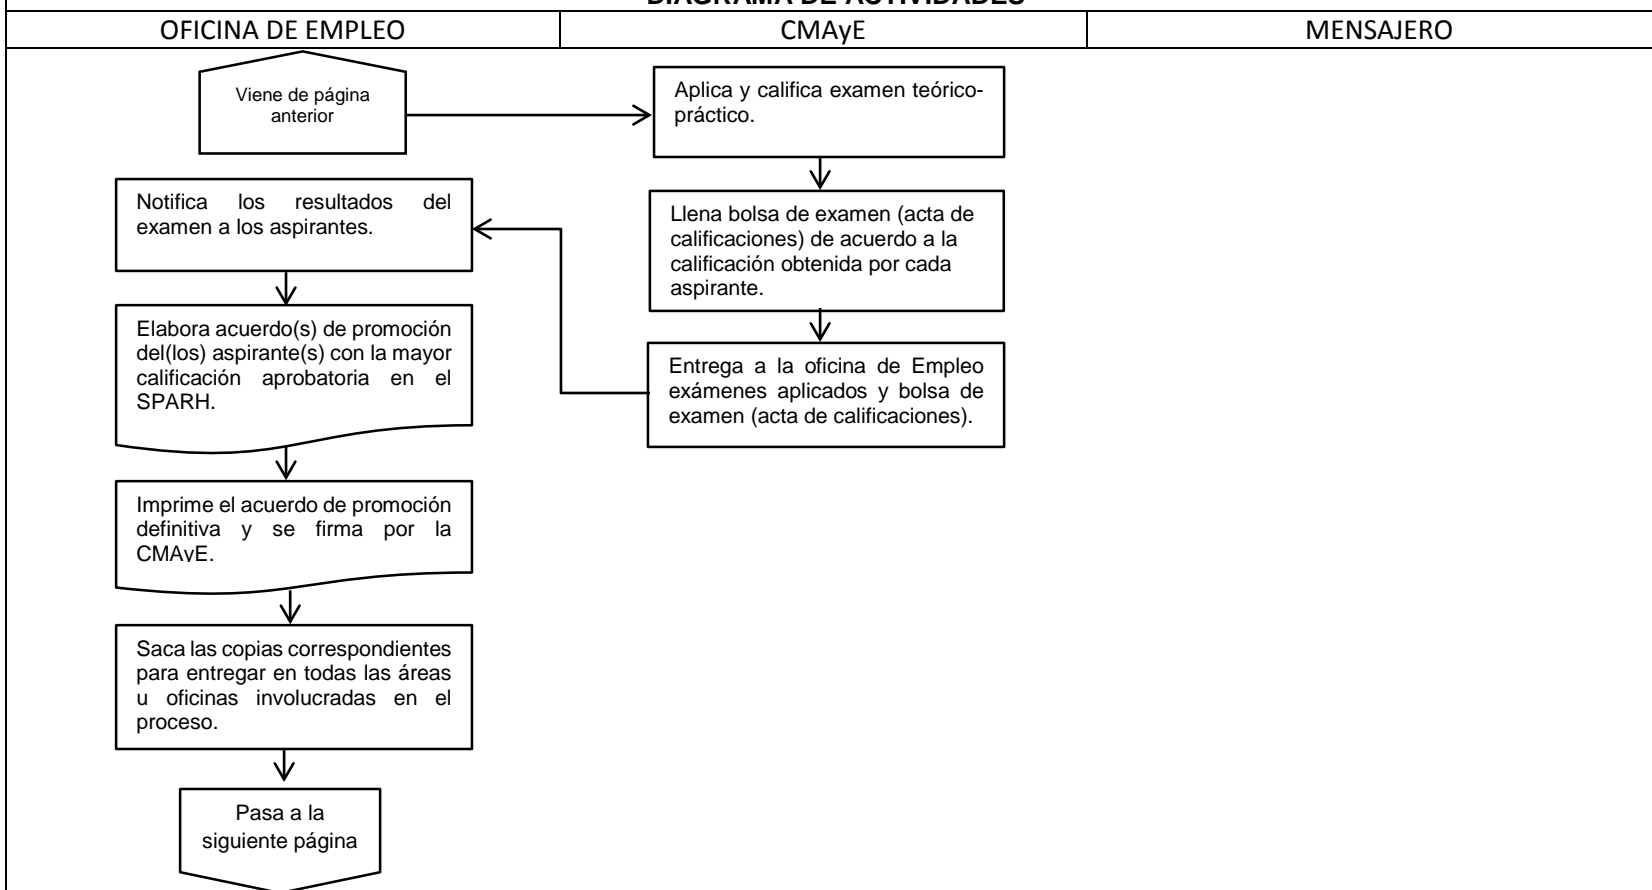 DIAGRAMA DE ACTIVIDADES
OFICINA DE EMPLEO
CMAyE
MENSAJERO
Viene de página
anterior
Aplica y califica examen teórico-
práctico.
Llena bolsa de examen (acta de
calificaciones) de acuerdo a la
calificación obtenida por cada
aspirante.
Entrega a la oficina de Empleo
exámenes aplicados y bolsa de
examen (acta de calificaciones).
Notifica los resultados del
examen a los aspirantes.
Elabora acuerdo(s) de promoción
del(los) aspirante(s) con la mayor
calificación aprobatoria en el
SPARH.
Imprime el acuerdo de promoción
definitiva y se firma por la
CMAyE.
Saca las copias correspondientes
para entregar en todas las áreas
u oficinas involucradas en el
proceso.
Pasa a la
siguiente página